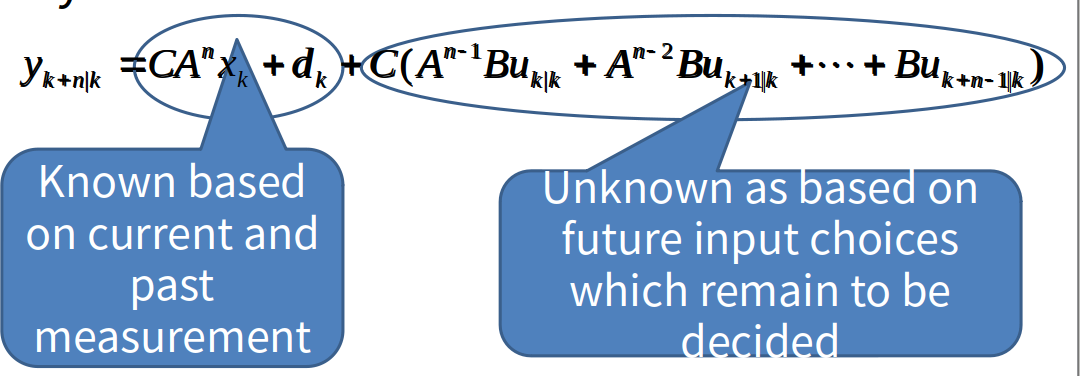 y_{k+n|k} = CA^n x_k + d_k + C(A^{n-1}Bu_{k|k} + A^{n-2}Bu_{k+1|k} + ⋯ + Bu_{k+n-1|k})
Known based
on current and
past
measurement
Unknown as based on
future input choices
which remain to be
decided